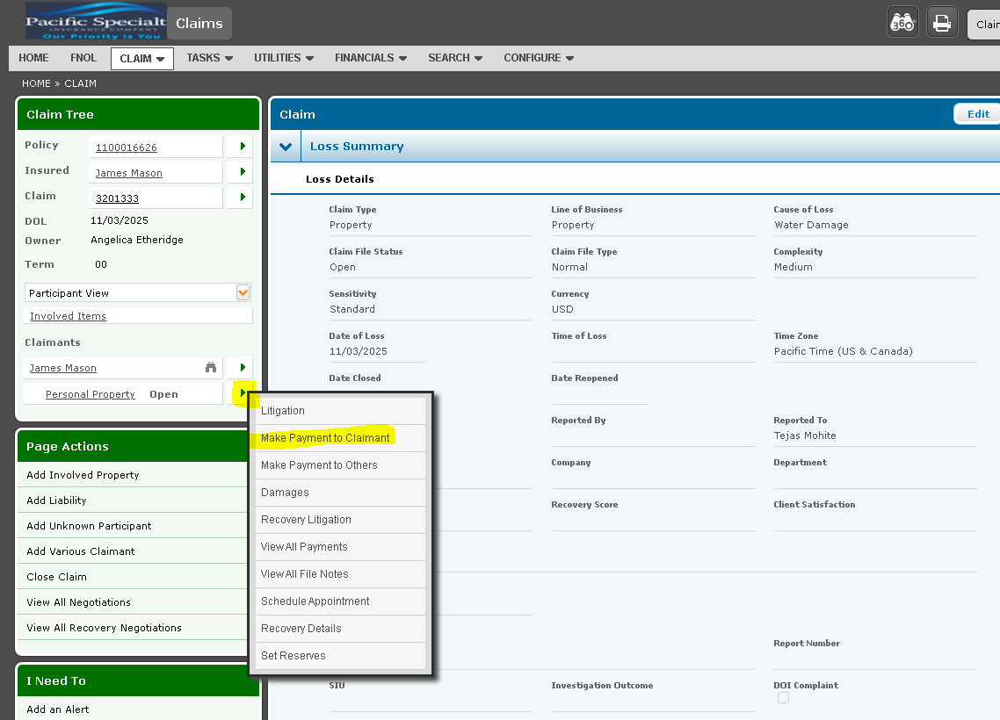 Pacific Specialt
INSURANCE COMPANY
Our Priority is You
Claims
360°
Clair
HOME FNOL CLAIM TASKS UTILITIES FINANCIALS SEARCH CONFIGURE
HOME » CLAIM
Claim Tree
Policy 1100016626
Insured James Mason
Claim 3201333
DOL 11/03/2025
Owner Angelica Etheridge
Term 00
Participant View
Involved Items
Claimants
James Mason
Personal Property Open
Litigation
Make Payment to Claimant
Make Payment to Others
Damages
Recovery Litigation
View All Payments
View All File Notes
Schedule Appointment
Recovery Details
Set Reserves
Page Actions
Add Involved Property
Add Liability
Add Unknown Participant
Add Various Claimant
Close Claim
View All Negotiations
View All Recovery Negotiations
I Need To
Add an Alert
Claim Edit
Loss Summary
Loss Details
Claim Type Line of Business Cause of Loss
Property Property Water Damage
Claim File Status Claim File Type Complexity
Open Normal Medium
Sensitivity Currency
Standard USD
Date of Loss Time of Loss Time Zone
11/03/2025 Pacific Time (US & Canada)
Date Closed Date Reopened
Reported By Reported To
Tejas Mohite
Company Department
Recovery Score Client Satisfaction
Report Number
SIU Investigation Outcome DOI Complaint